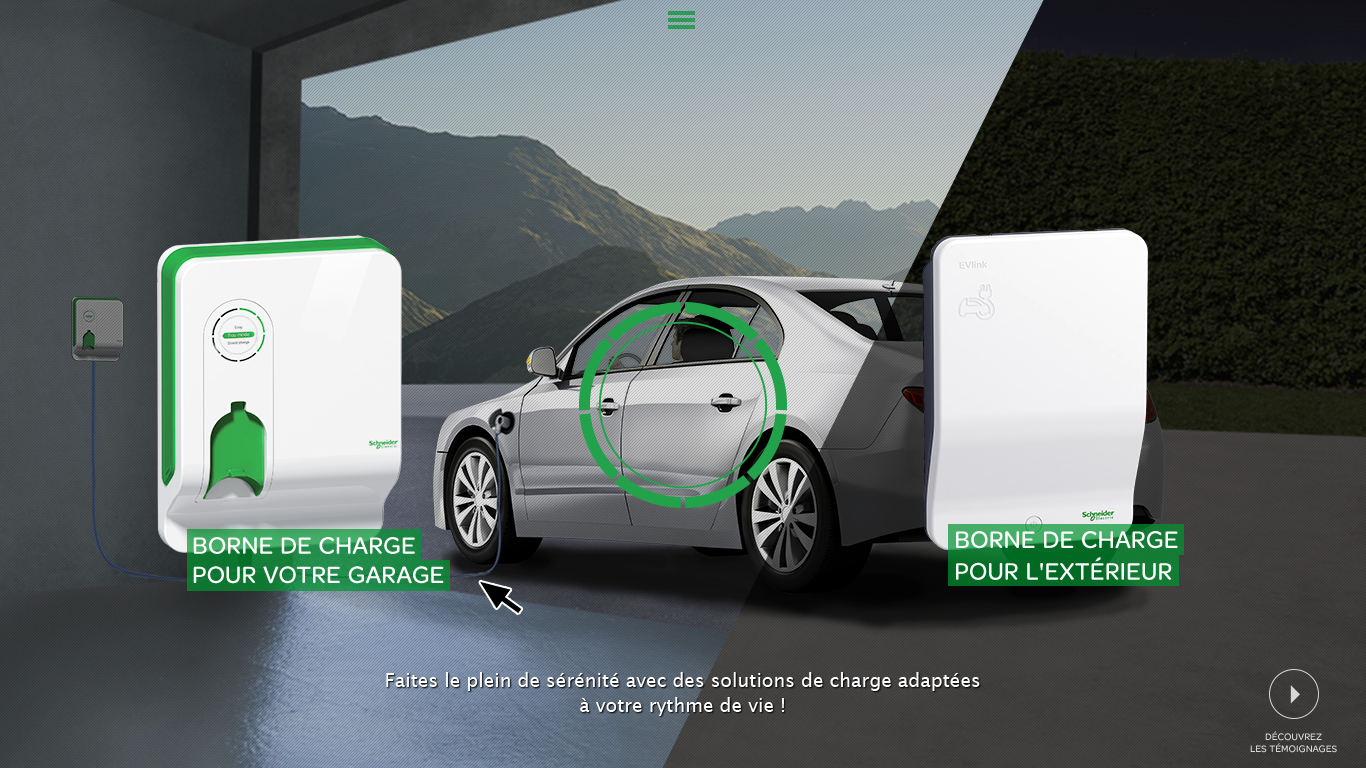 EVlink
Schneider
Electric
Schneider
Electric
BORNE DE CHARGE
POUR VOTRE GARAGE
BORNE DE CHARGE
POUR L'EXTÉRIEUR
Faites le plein de sérénité avec des solutions de charge adaptées
à votre rythme de vie !
DÉCOUVREZ
LES TÉMOIGNAGES